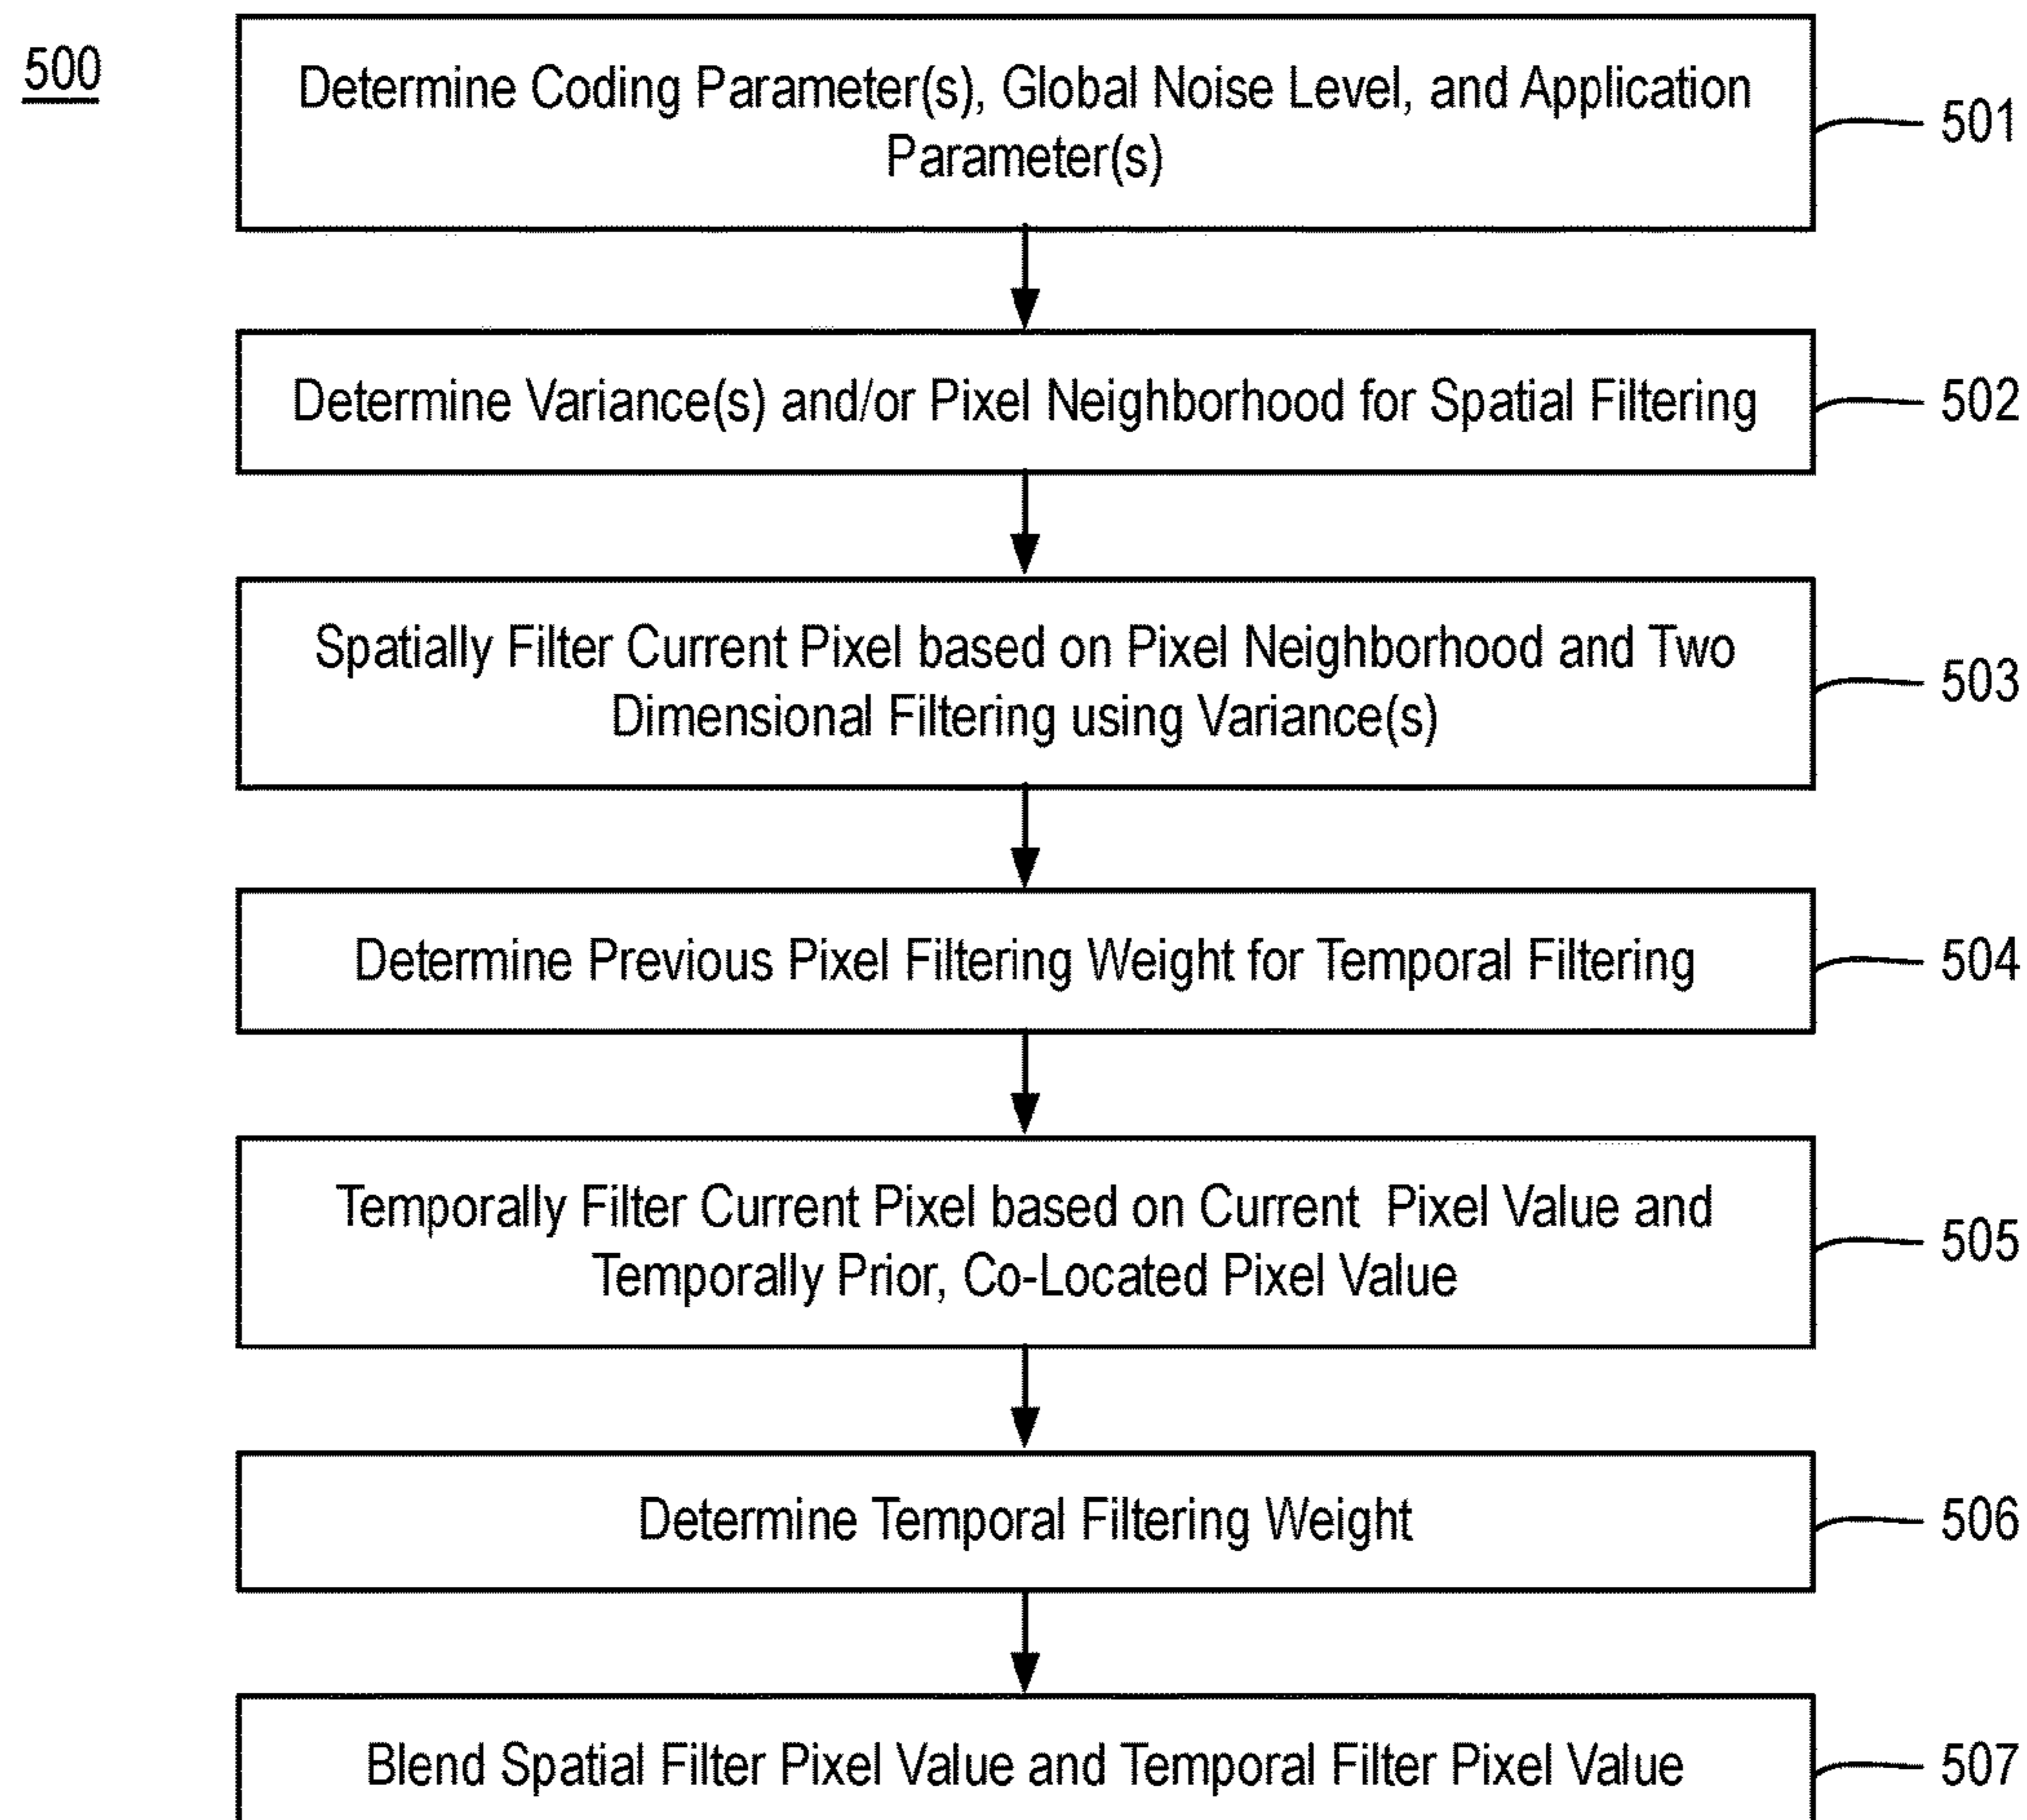 500
Determine Coding Parameter(s), Global Noise Level, and Application
Parameter(s)
501
Determine Variance(s) and/or Pixel Neighborhood for Spatial Filtering
502
Spatially Filter Current Pixel based on Pixel Neighborhood and Two
Dimensional Filtering using Variance(s)
503
Determine Previous Pixel Filtering Weight for Temporal Filtering
504
Temporally Filter Current Pixel based on Current Pixel Value and
Temporally Prior, Co-Located Pixel Value
505
Determine Temporal Filtering Weight
506
Blend Spatial Filter Pixel Value and Temporal Filter Pixel Value
507